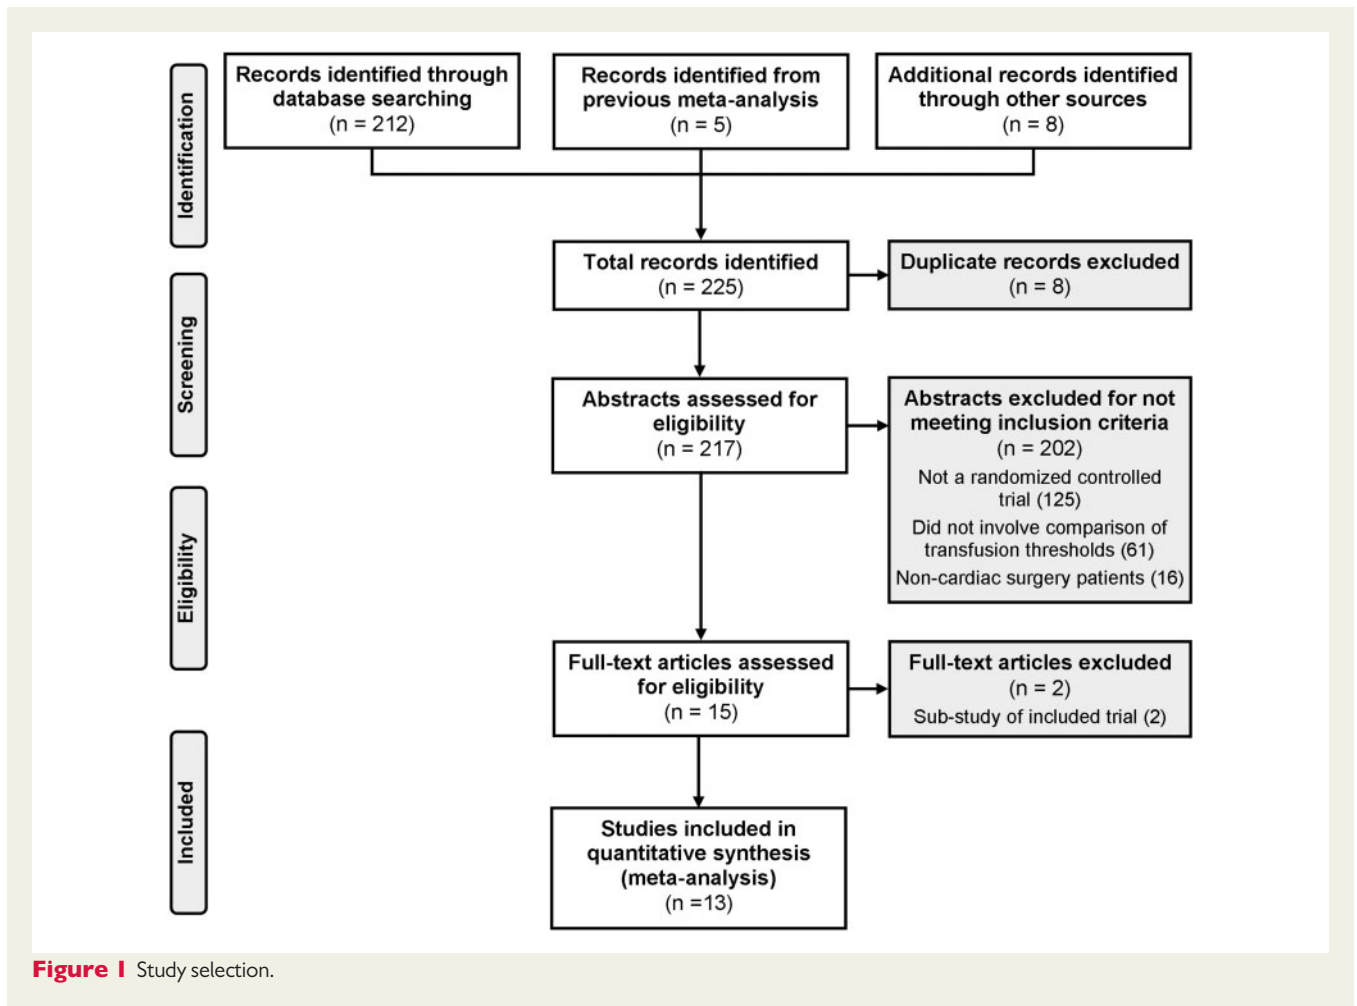 Identification
Records identified through
database searching
(n = 212)
Records identified from
previous meta-analysis
(n = 5)
Additional records identified
through other sources
(n = 8)
Total records identified
(n = 225)
Duplicate records excluded
(n = 8)
Screening
Abstracts assessed for
eligibility
(n = 217)
Abstracts excluded for not
meeting inclusion criteria
(n = 202)
Not a randomized controlled
trial (125)
Did not involve comparison of
transfusion thresholds (61)
Non-cardiac surgery patients (16)
Eligibility
Full-text articles assessed
for eligibility
(n = 15)
Full-text articles excluded
(n = 2)
Sub-study of included trial (2)
Included
Studies included in
quantitative synthesis
(meta-analysis)
(n =13)
Figure 1 Study selection.